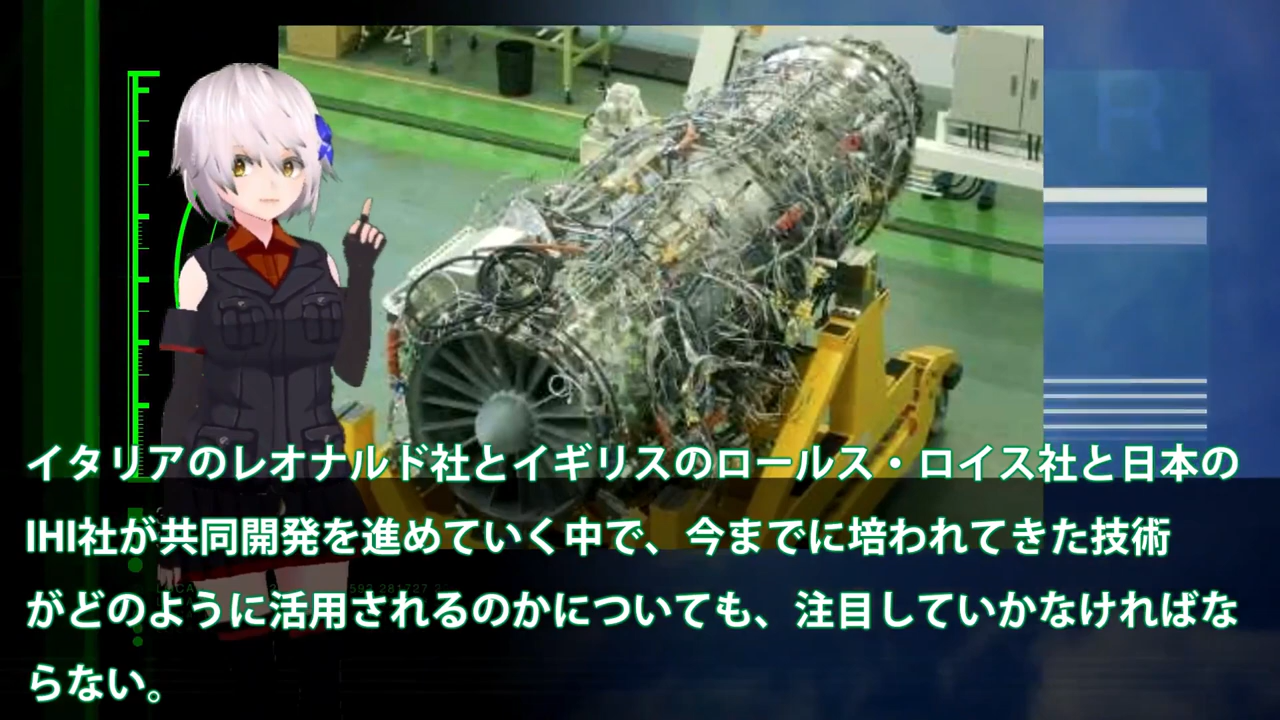 R
イタリアのレオナルド社とイギリスのロールス・ロイス社と日本の
IHI社が共同開発を進めていく中で、今までに培われてきた技術
がどのように活用されるのかについても、注目していかなければな
らない。